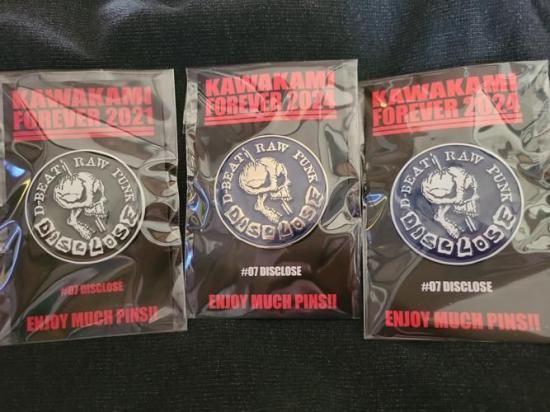 KAWAKAMI
FOREVER 2021
D-BEAT RAW PUNK
DISCLOSE
#07 DISCLOSE
ENJOY MUCH PINS!!
KAWAKAMI
FOREVER 2024
D-BEAT RAW PUNK
DISCLOSE
#07 DISCLOSE
ENJOY MUCH PINS!!
KAWAKAMI
FOREVER 2024
D-BEAT RAW PUNK
DISCLOSE
#07 DISCLOSE
ENJOY MUCH PINS!!